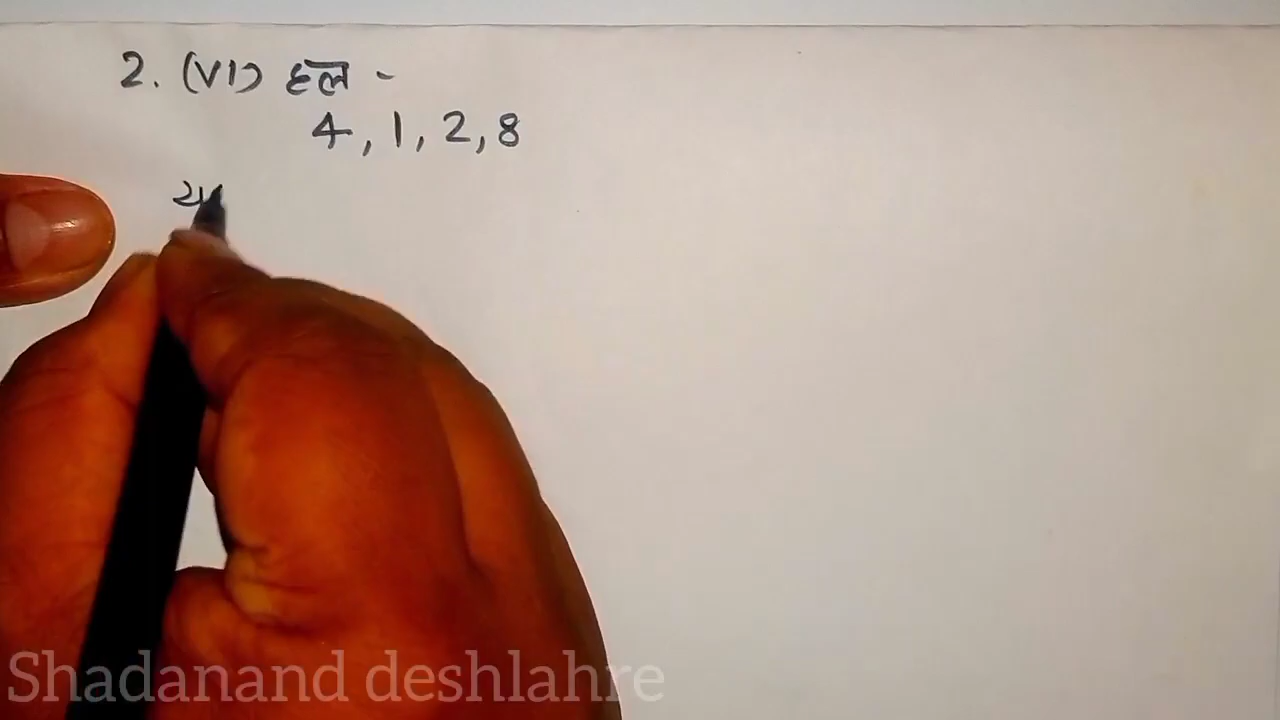 2. (VI) हल -
4, 1, 2, 8
Shadanand deshlahre